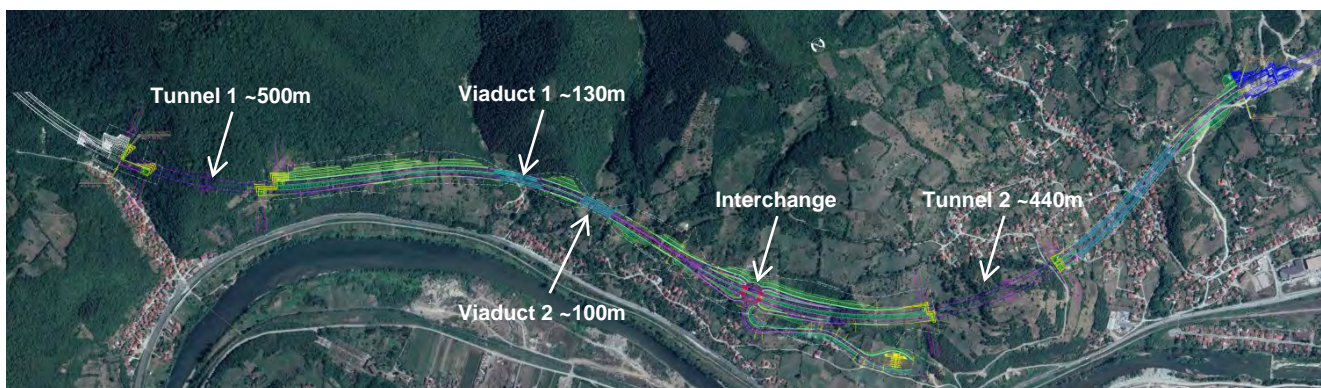 Tunnel 1 ~500m
Viaduct 1 ~130m
Interchange
Tunnel 2 ~440m
Viaduct 2 ~100m